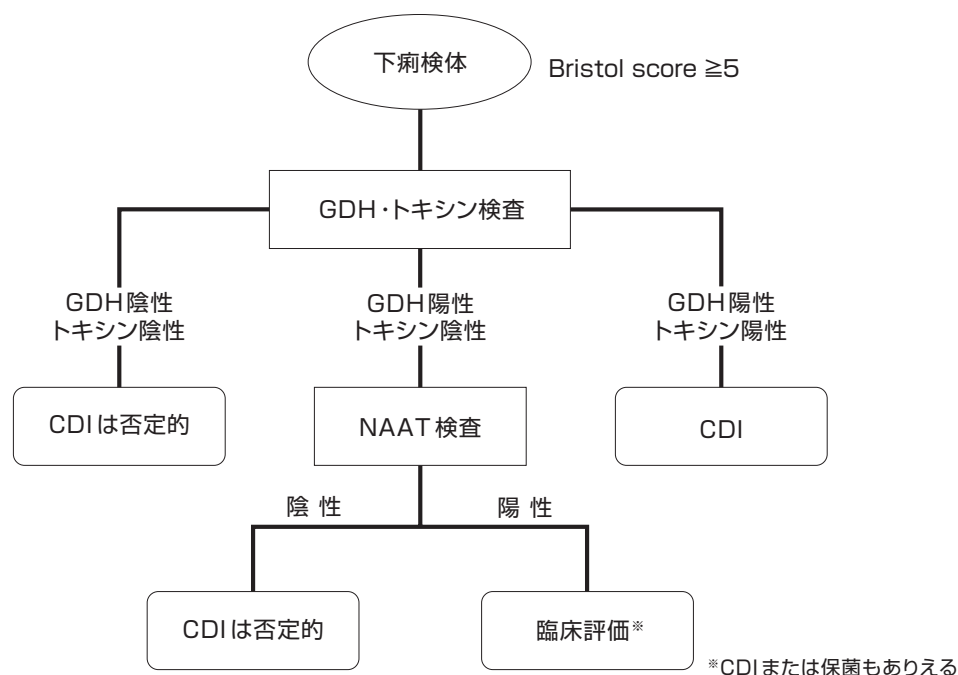 下痢検体
Bristol score ≧5
GDH・トキシン検査
GDH陰性
トキシン陰性
GDH陽性
トキシン陰性
GDH陽性
トキシン陽性
CDIは否定的
NAAT検査
CDI
陰 性
陽 性
CDIは否定的
臨床評価※
※CDIまたは保菌もありえる